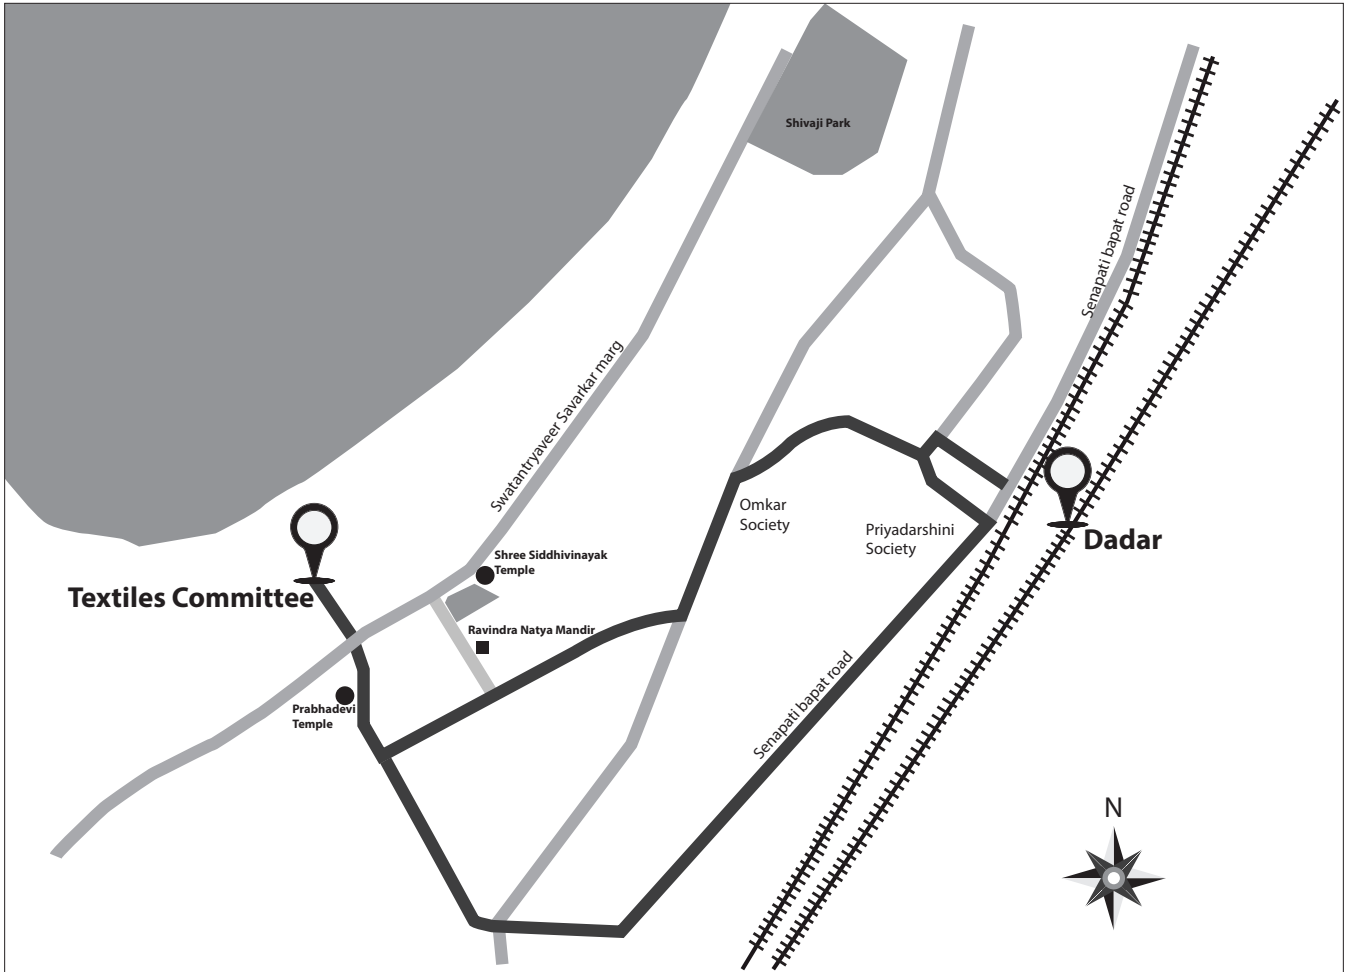 Shivaji Park
Senapati bapat road
Swatantryaveer Savarkar marg
Omkar
Society
Priyadarshini
Society
Dadar
Shree Siddhivinayak
Temple
Textiles Committee
Ravindra Natya Mandir
Prabhadevi
Temple
Senapati bapat road
N